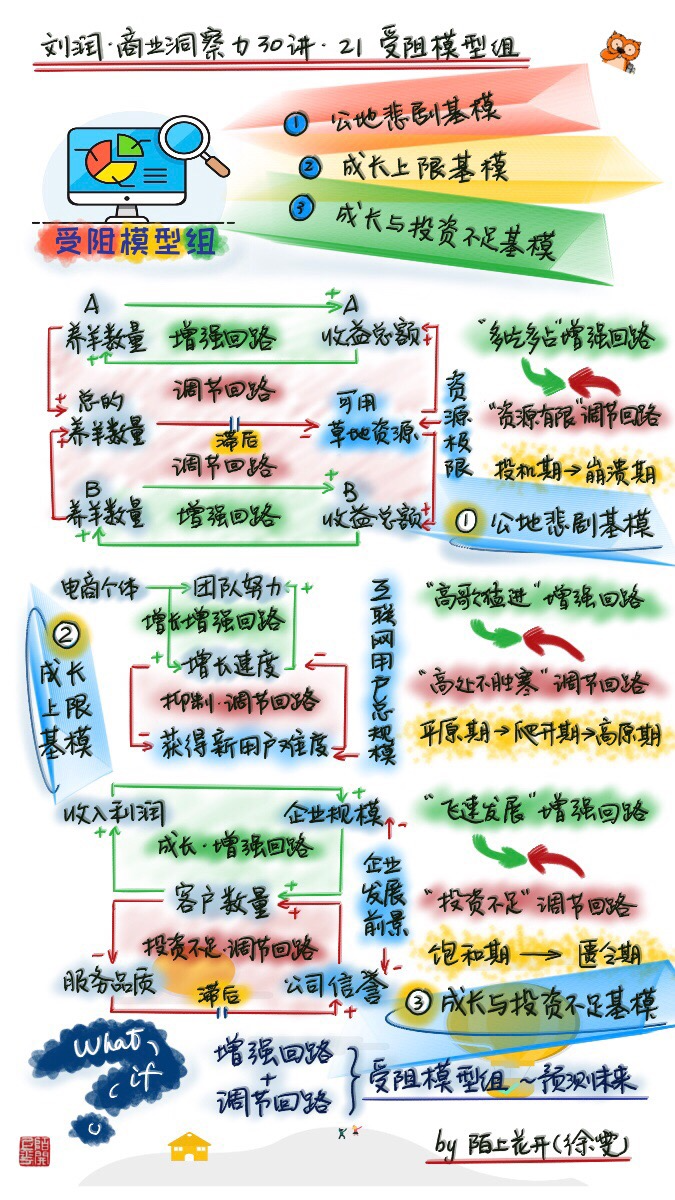 刘润·商业洞察力30讲·21 受阻模型组
① 公地悲剧基模
② 成长上限基模
③ 成长与投资不足基模
受阻模型组
A
养羊数量
增强回路
A
收益总额
调节回路
总的
养羊数量
滞后
可用
草地资源
调节回路
B
养羊数量
增强回路
B
收益总额
资源极限
"多吃多占"增强回路
"资源有限"调节回路
投机期→崩溃期
① 公地悲剧基模
②
成长
上限
基模
电商个体
团队努力
增长增强回路
增长速度
抑制·调节回路
获得新用户难度
互联网用户总规模
"高歌猛进"增强回路
"高处不胜寒"调节回路
平原期→爬升期→高原期
收入利润
企业规模
成长·增强回路
客户数量
投资不足·调节回路
服务品质
滞后
公司信誉
企业
发展
前景
"飞速发展"增强回路
"投资不足"调节回路
饱和期→匮乏期
③ 成长与投资不足基模
What
if
增强回路
+
调节回路
受阻模型组~预测未来
by 陌上花开(徐雯)